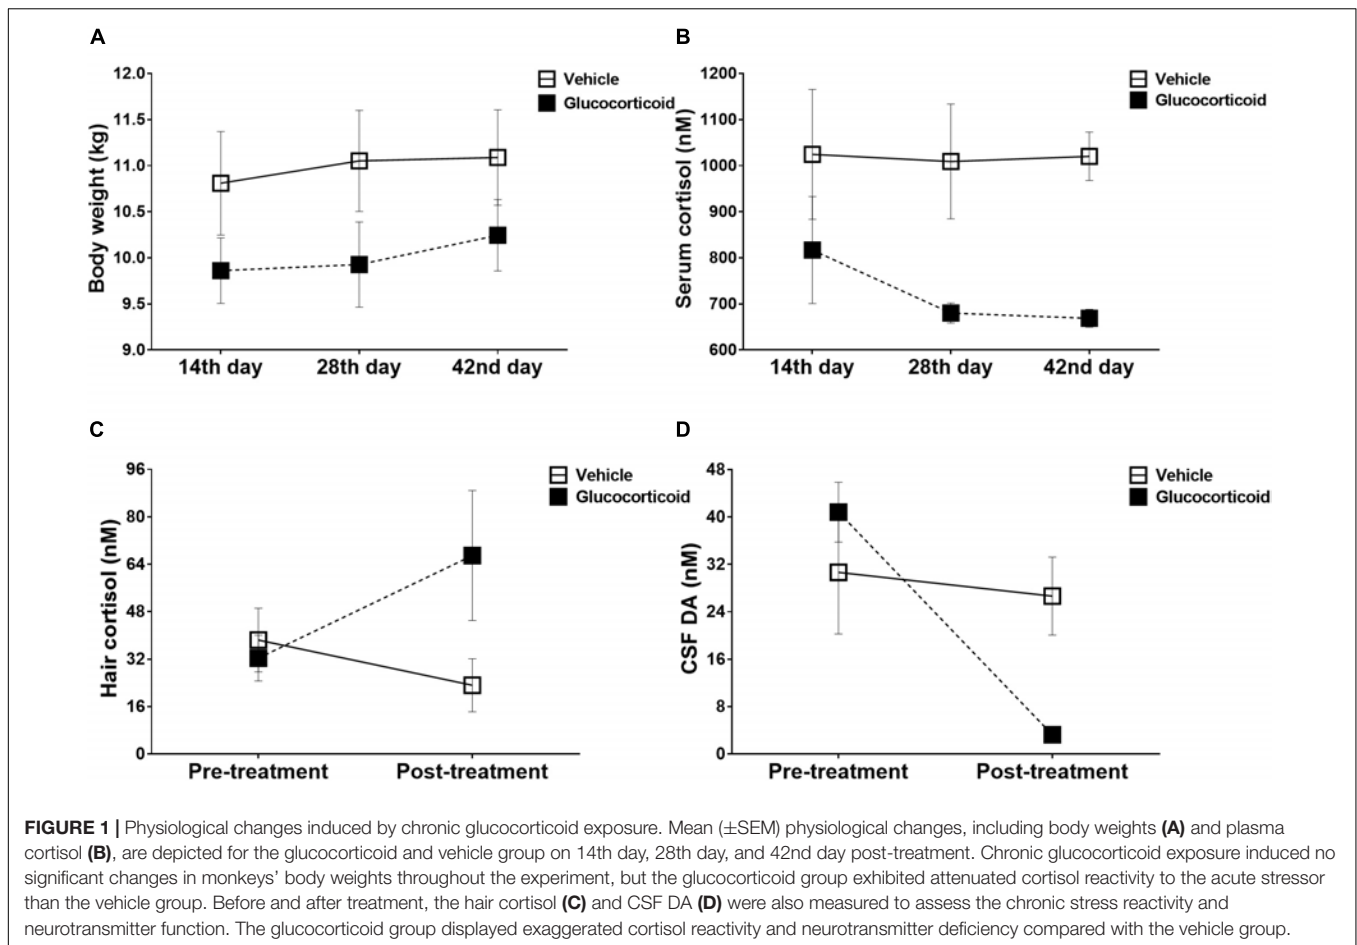 A
12.0
11.5
11.0
10.5
10.0
9.5
9.0
Body weight (kg)
14th day 28th day 42nd day
Vehicle
Glucocorticoid
B
1200
1100
1000
900
800
700
600
Serum cortisol (nM)
14th day 28th day 42nd day
Vehicle
Glucocorticoid
C
96
80
64
48
32
16
0
Hair cortisol (nM)
Pre-treatment Post-treatment
Vehicle
Glucocorticoid
D
48
40
32
24
16
8
0
CSF DA (nM)
Pre-treatment Post-treatment
Vehicle
Glucocorticoid
FIGURE 1 | Physiological changes induced by chronic glucocorticoid exposure. Mean (±SEM) physiological changes, including body weights (A) and plasma
cortisol (B), are depicted for the glucocorticoid and vehicle group on 14th day, 28th day, and 42nd day post-treatment. Chronic glucocorticoid exposure induced no
significant changes in monkeys' body weights throughout the experiment, but the glucocorticoid group exhibited attenuated cortisol reactivity to the acute stressor
than the vehicle group. Before and after treatment, the hair cortisol (C) and CSF DA (D) were also measured to assess the chronic stress reactivity and
neurotransmitter function. The glucocorticoid group displayed exaggerated cortisol reactivity and neurotransmitter deficiency compared with the vehicle group.